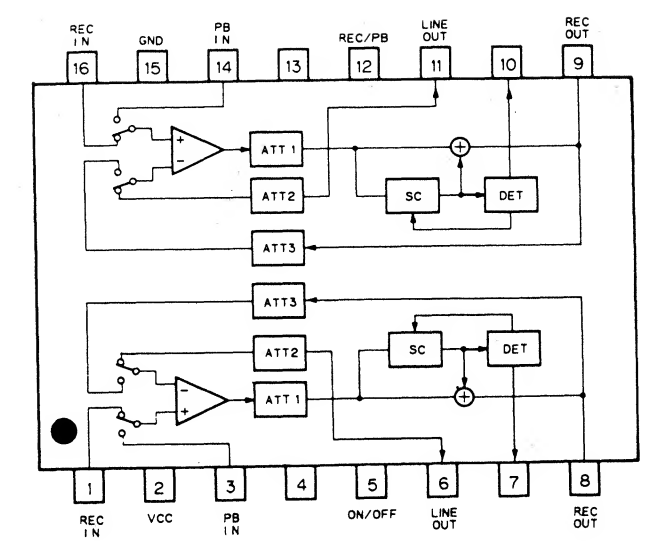 REC IN
GND
PB IN
REC/PB
LINE OUT
REC OUT
16 15 14 13 12 11 10 9
+
−
ATT 1
+
ATT2
SC
DET
ATT3
ATT3
ATT2
SC
DET
−
+
ATT 1
+
1 2 3 4 5 6 7 8
REC IN
VCC
PB IN
ON/OFF
LINE OUT
REC OUT